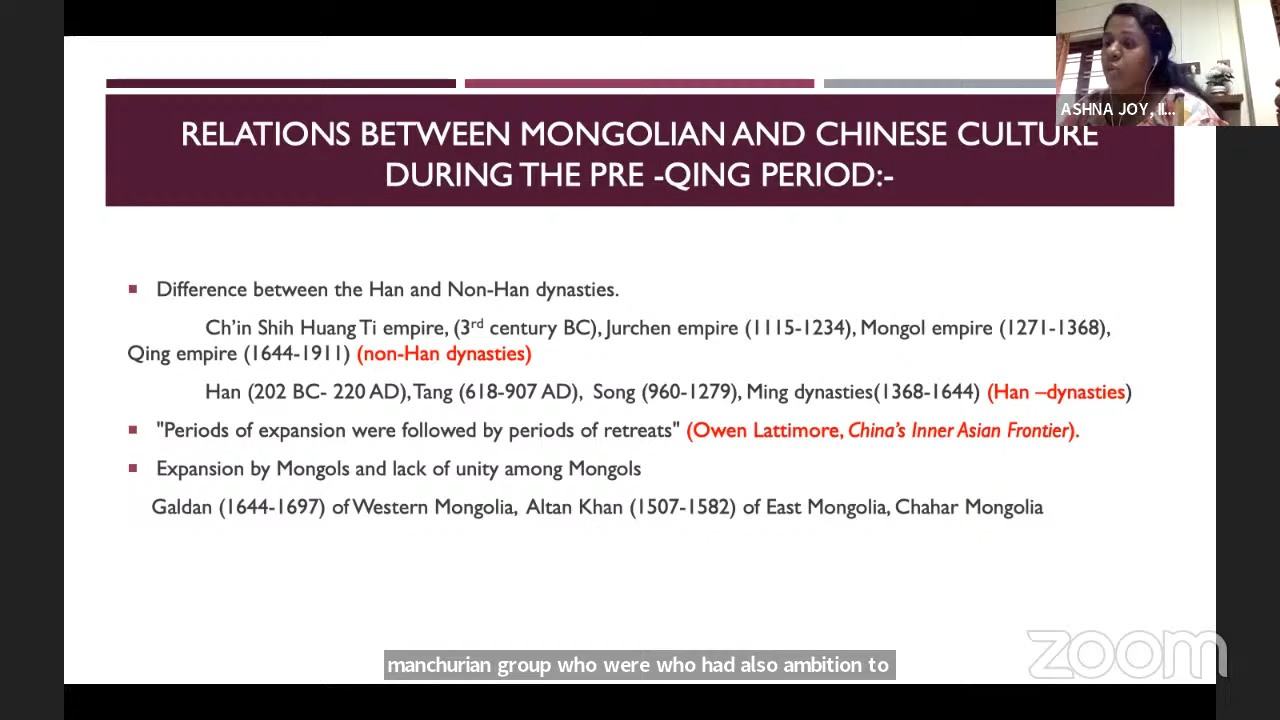 ASHNA JOY, II...
RELATIONS BETWEEN MONGOLIAN AND CHINESE CULTURE
DURING THE PRE -QING PERIOD:-
Difference between the Han and Non-Han dynasties.
Ch'in Shih Huang Ti empire, (3rd century BC), Jurchen empire (1115-1234), Mongol empire (1271-1368),
Qing empire (1644-1911) (non-Han dynasties)
Han (202 BC- 220 AD), Tang (618-907 AD), Song (960-1279), Ming dynasties(1368-1644) (Han –dynasties)
"Periods of expansion were followed by periods of retreats" (Owen Lattimore, China's Inner Asian Frontier).
Expansion by Mongols and lack of unity among Mongols
Galdan (1644-1697) of Western Mongolia, Altan Khan (1507-1582) of East Mongolia, Chahar Mongolia
zoom
manchurian group who were who had also ambition to